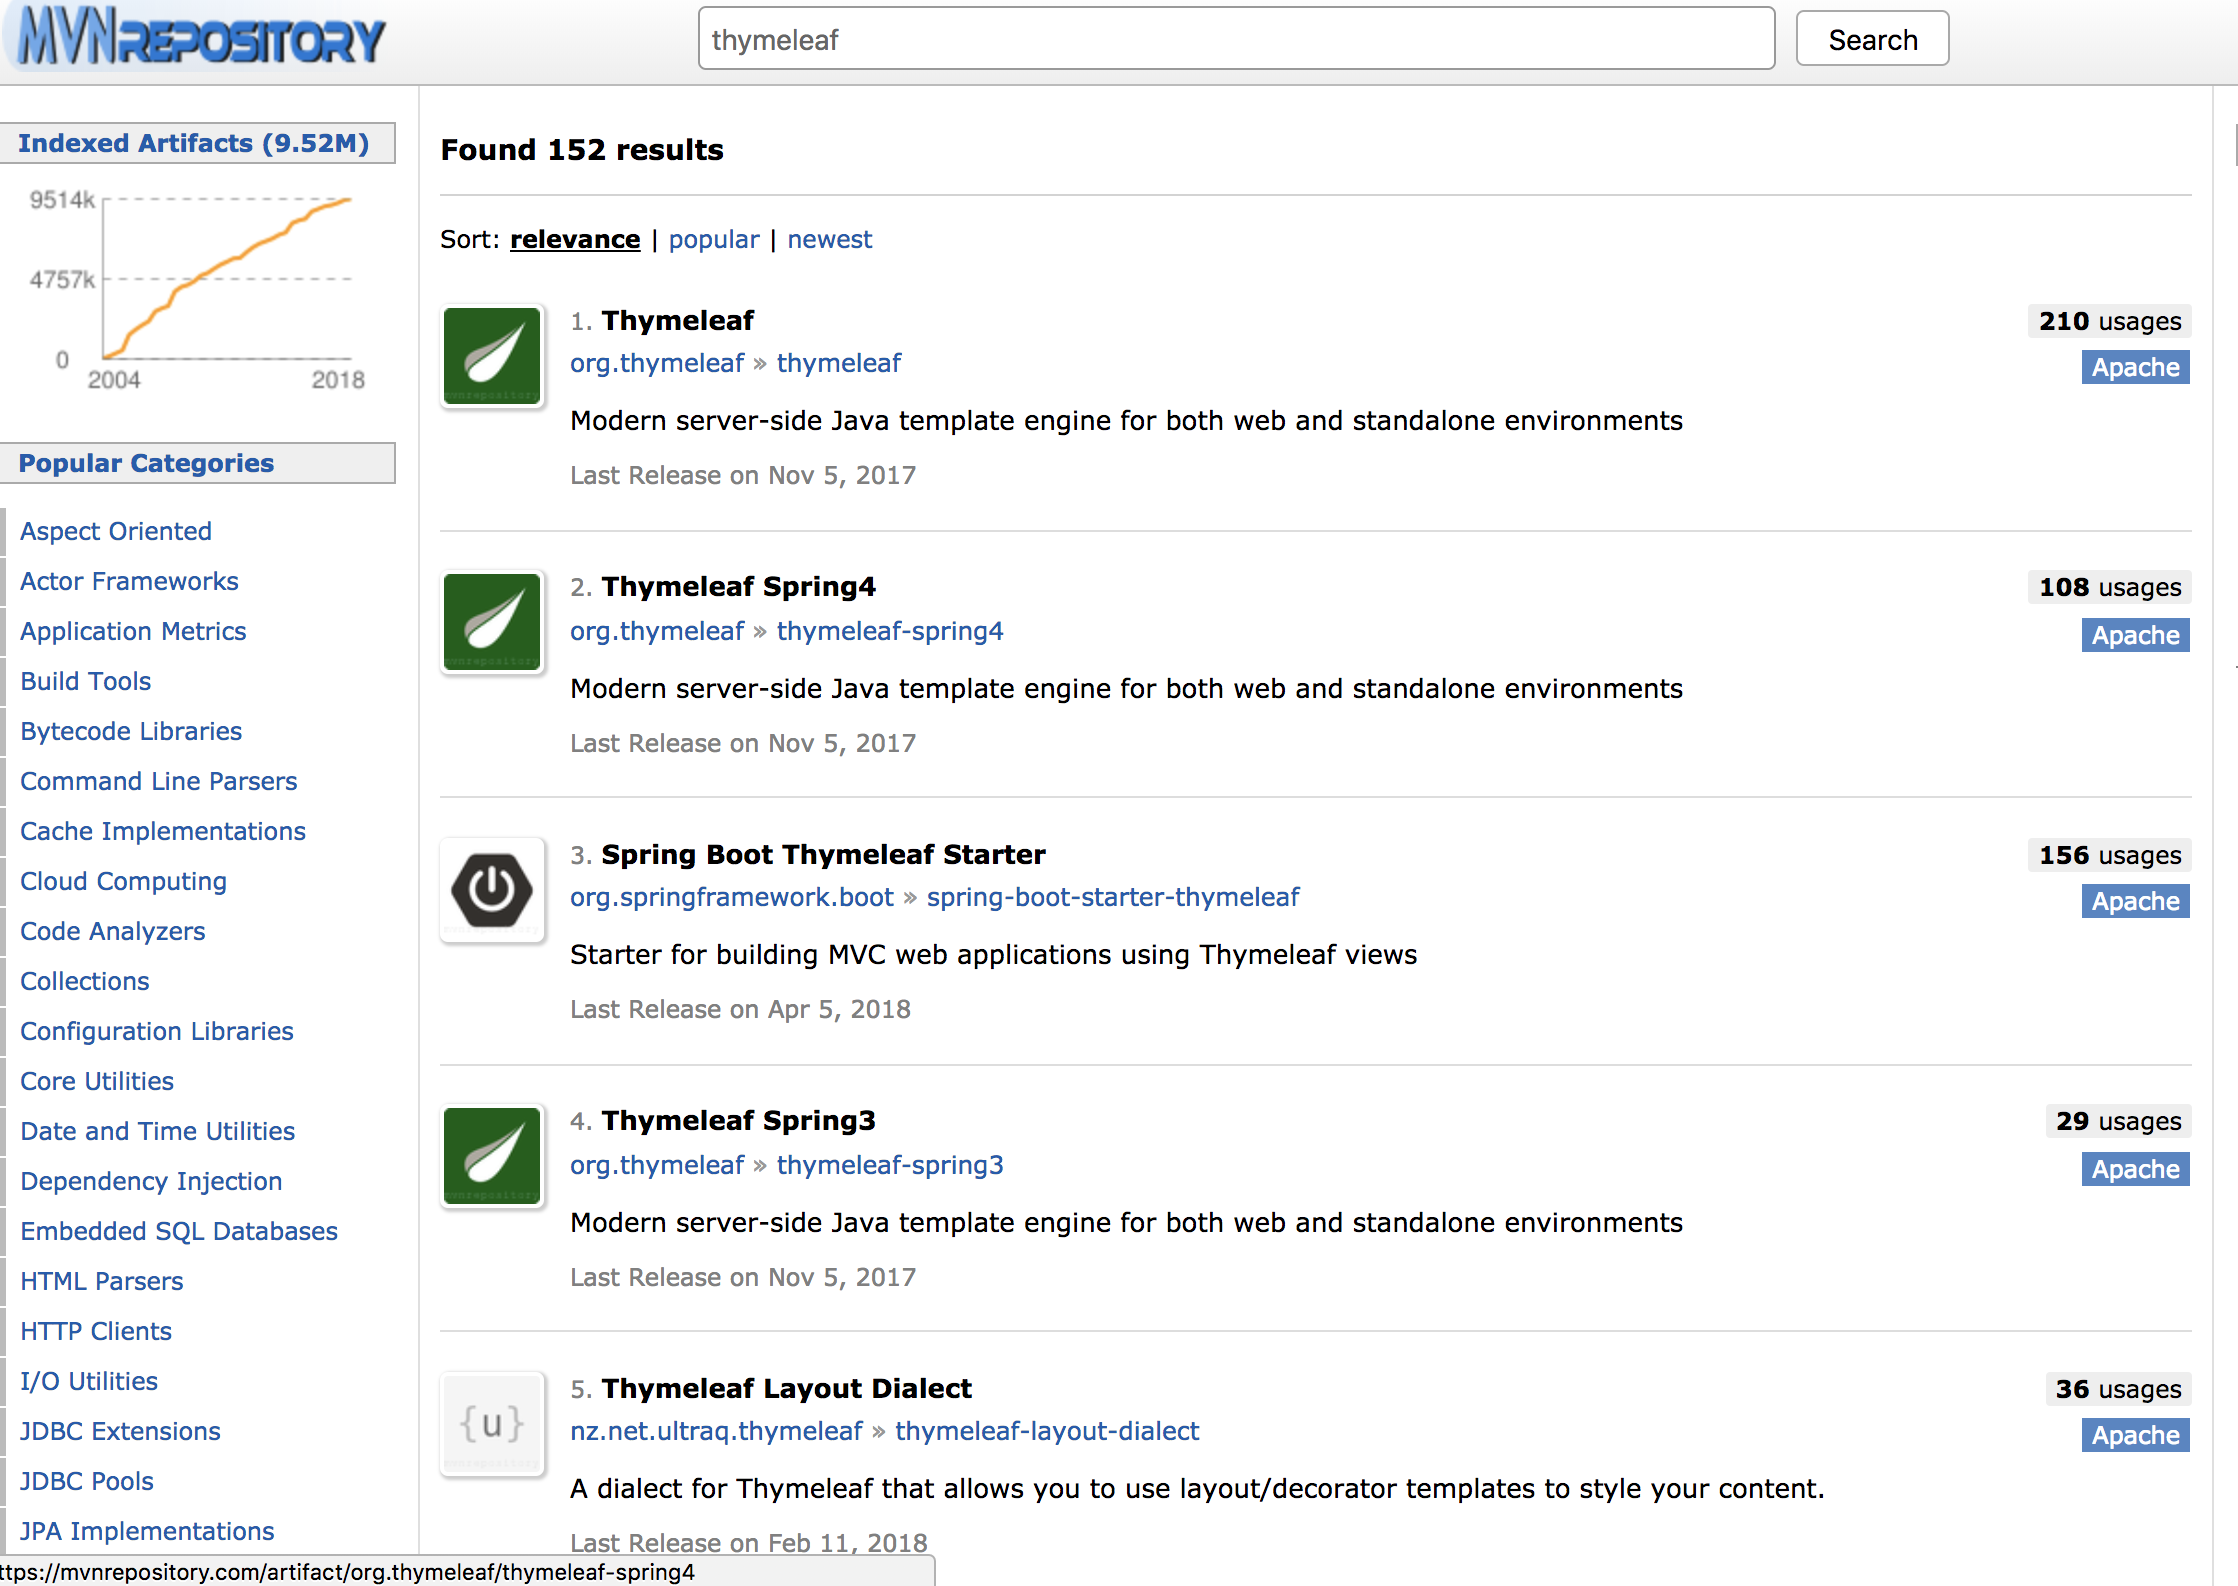 MVNREPOSITORY
thymeleaf
Search
Indexed Artifacts (9.52M)
9514k
4757k
0
2004
2018
Popular Categories
Aspect Oriented
Actor Frameworks
Application Metrics
Build Tools
Bytecode Libraries
Command Line Parsers
Cache Implementations
Cloud Computing
Code Analyzers
Collections
Configuration Libraries
Core Utilities
Date and Time Utilities
Dependency Injection
Embedded SQL Databases
HTML Parsers
HTTP Clients
I/O Utilities
JDBC Extensions
JDBC Pools
JPA Implementations
Found 152 results
Sort: relevance | popular | newest
1. Thymeleaf
210 usages
org.thymeleaf » thymeleaf
Apache
Modern server-side Java template engine for both web and standalone environments
Last Release on Nov 5, 2017
2. Thymeleaf Spring4
108 usages
org.thymeleaf » thymeleaf-spring4
Apache
Modern server-side Java template engine for both web and standalone environments
Last Release on Nov 5, 2017
3. Spring Boot Thymeleaf Starter
156 usages
org.springframework.boot » spring-boot-starter-thymeleaf
Apache
Starter for building MVC web applications using Thymeleaf views
Last Release on Apr 5, 2018
4. Thymeleaf Spring3
29 usages
org.thymeleaf » thymeleaf-spring3
Apache
Modern server-side Java template engine for both web and standalone environments
Last Release on Nov 5, 2017
{u}
5. Thymeleaf Layout Dialect
36 usages
nz.net.ultraq.thymeleaf » thymeleaf-layout-dialect
Apache
A dialect for Thymeleaf that allows you to use layout/decorator templates to style your content.
Last Release on Feb 11, 2018
ttps://mvnrepository.com/artifact/org.thymeleaf/thymeleaf-spring4